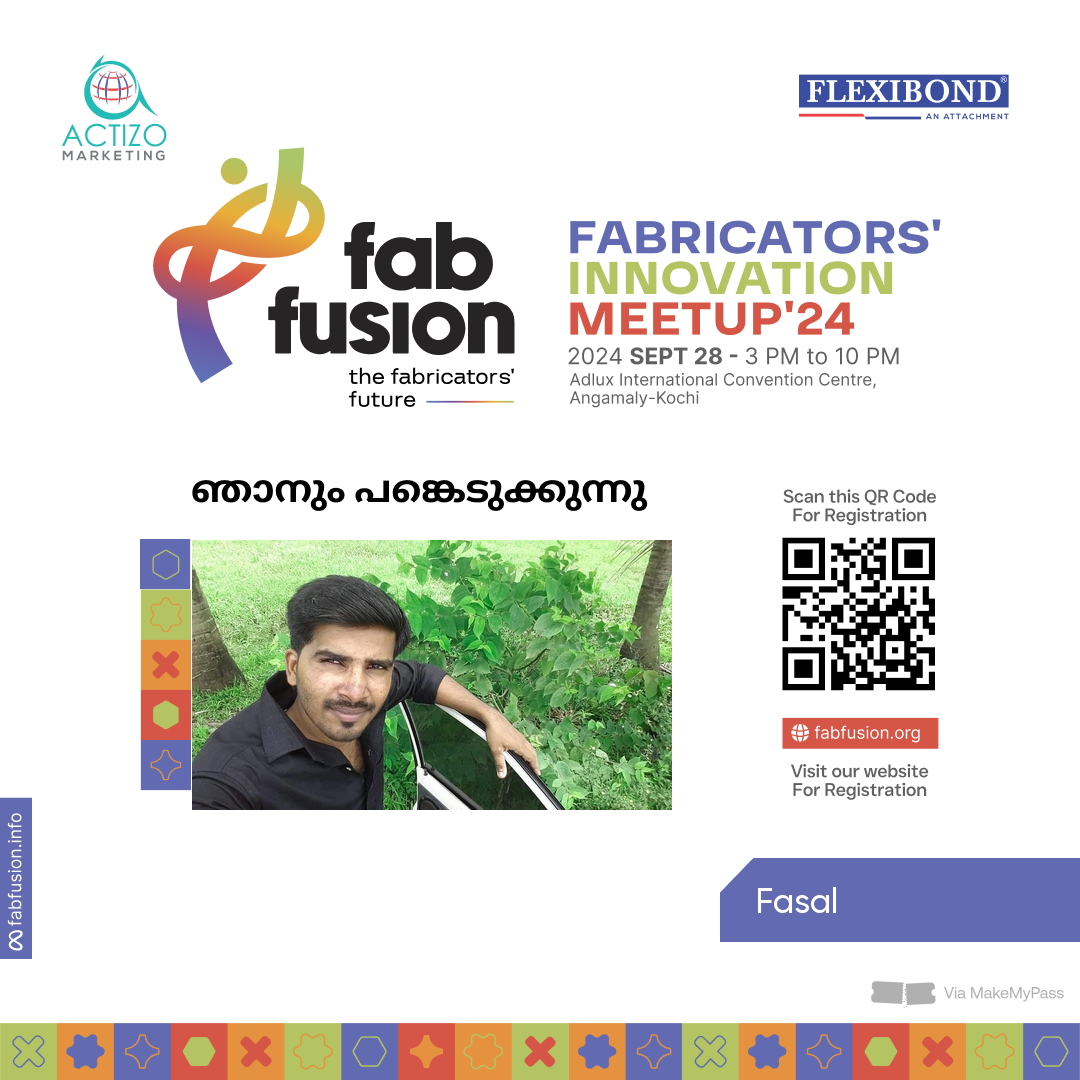 ACTIZO
MARKETING
FLEXIBOND®
AN ATTACHMENT
fab
fusion
the fabricators'
future
FABRICATORS'
INNOVATION
MEETUP'24
2024 SEPT 28 - 3 PM to 10 PM
Adlux International Convention Centre,
Angamaly-Kochi
ഞാനും പങ്കെടുക്കുന്നു
Scan this QR Code
For Registration
fabfusion.org
Visit our website
For Registration
fabfusion.info
Fasal
Via MakeMyPass